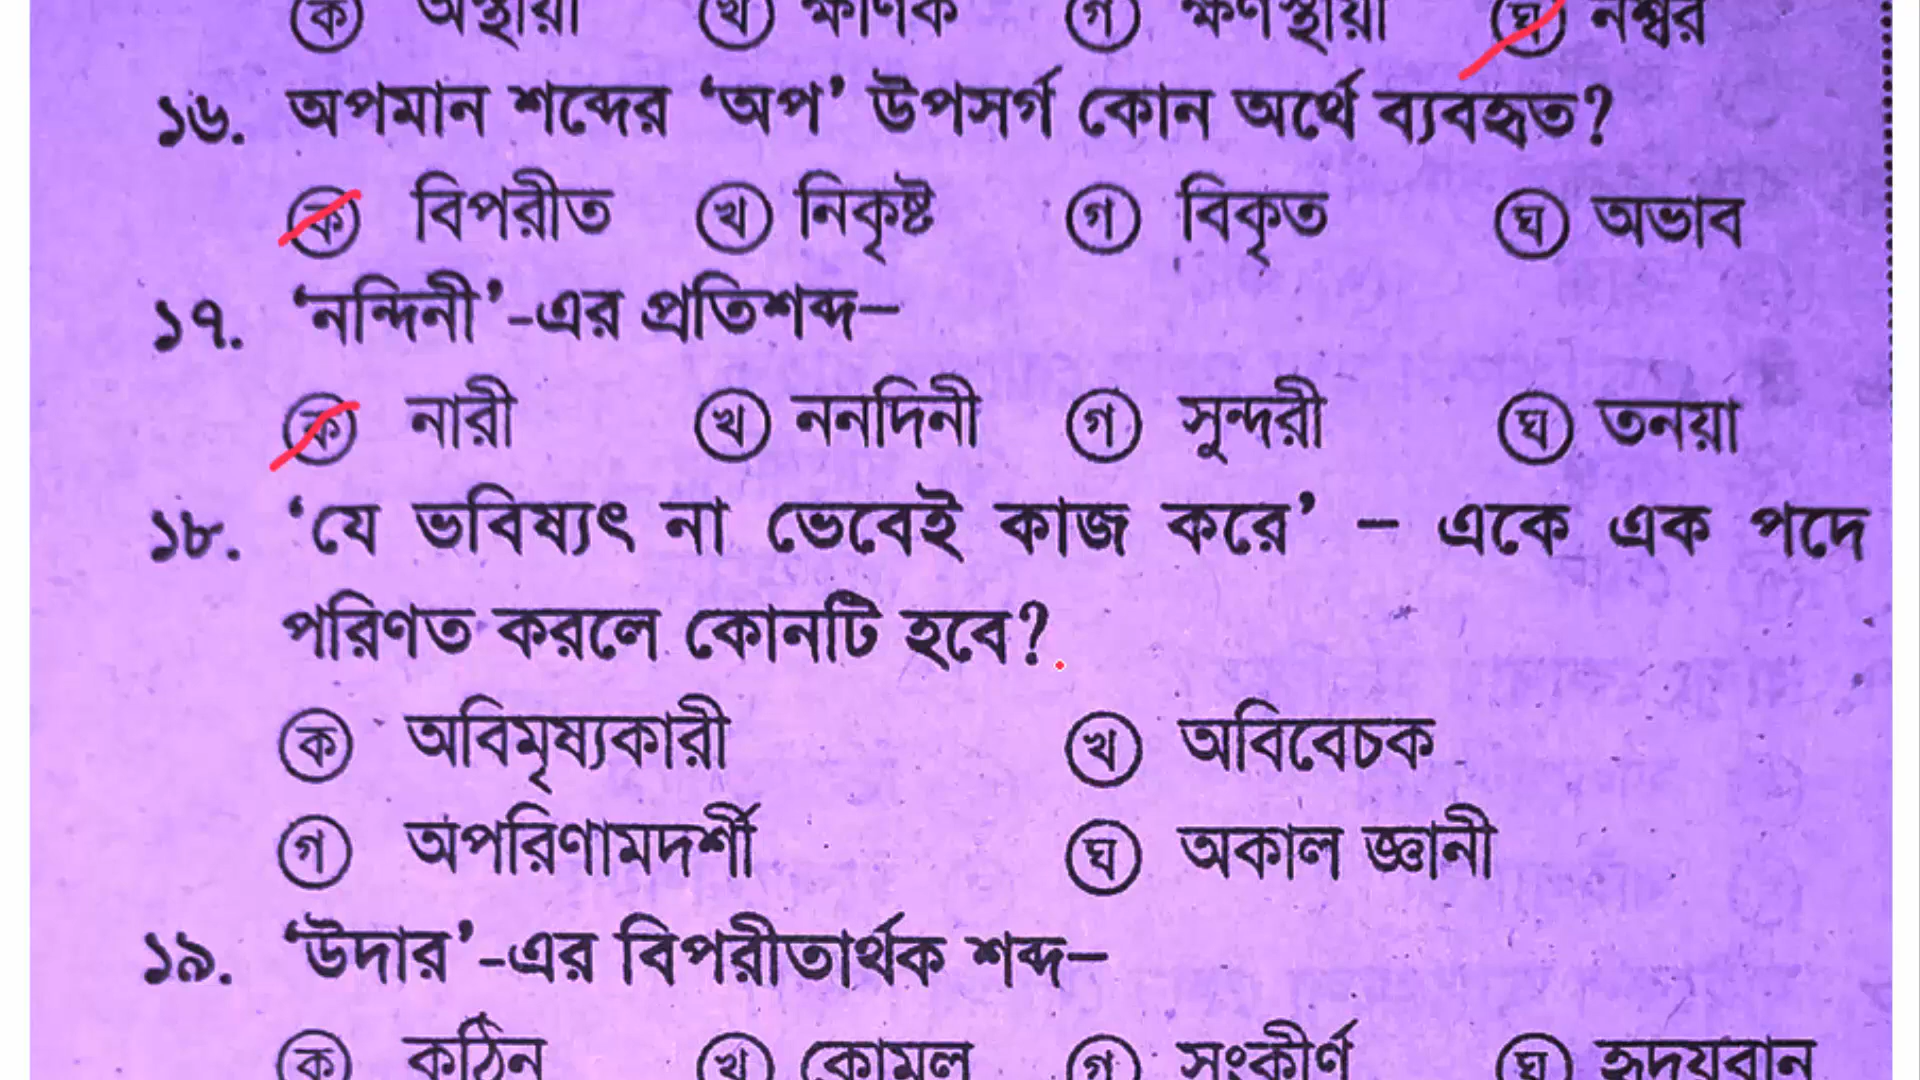 ক অস্থায়ী খ ক্ষণিক গ ক্ষণস্থায়ী ঘ নশ্বর
১৬. অপমান শব্দের ‘অপ’ উপসর্গ কোন অর্থে ব্যবহৃত?
ক বিপরীত খ নিকৃষ্ট গ বিকৃত ঘ অভাব
১৭. ‘নন্দিনী’-এর প্রতিশব্দ–
ক নারী খ ননদিনী গ সুন্দরী ঘ তনয়া
১৮. ‘যে ভবিষ্যৎ না ভেবেই কাজ করে’ – একে এক পদে
পরিণত করলে কোনটি হবে?
ক অবিমৃষ্যকারী খ অবিবেচক
গ অপরিণামদর্শী ঘ অকাল জ্ঞানী
১৯. ‘উদার’-এর বিপরীতার্থক শব্দ–
ক কঠিন খ কোমল গ সংকীর্ণ ঘ হৃদয়বান